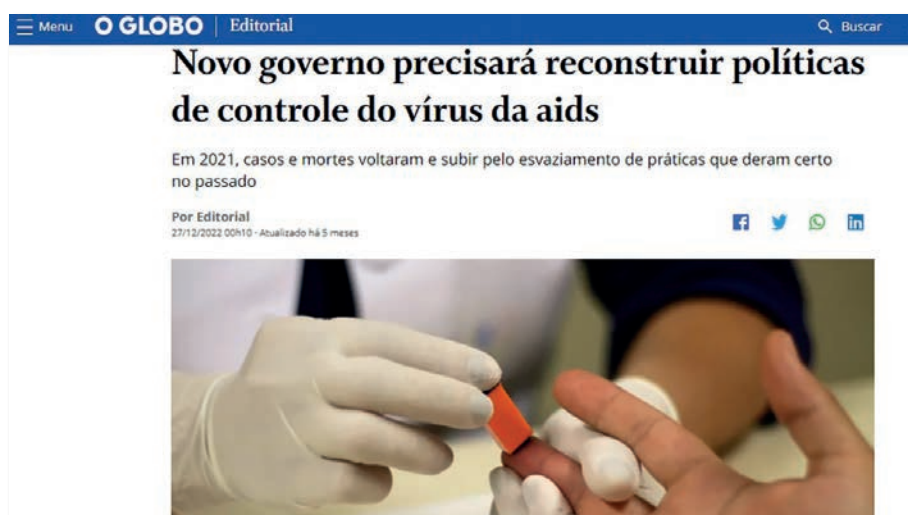 Menu O GLOBO Editorial Buscar
Novo governo precisará reconstruir políticas
de controle do vírus da aids
Em 2021, casos e mortes voltaram e subir pelo esvaziamento de práticas que deram certo
no passado
Por Editorial
27/12/2022 00h10 - Atualizado há 5 meses